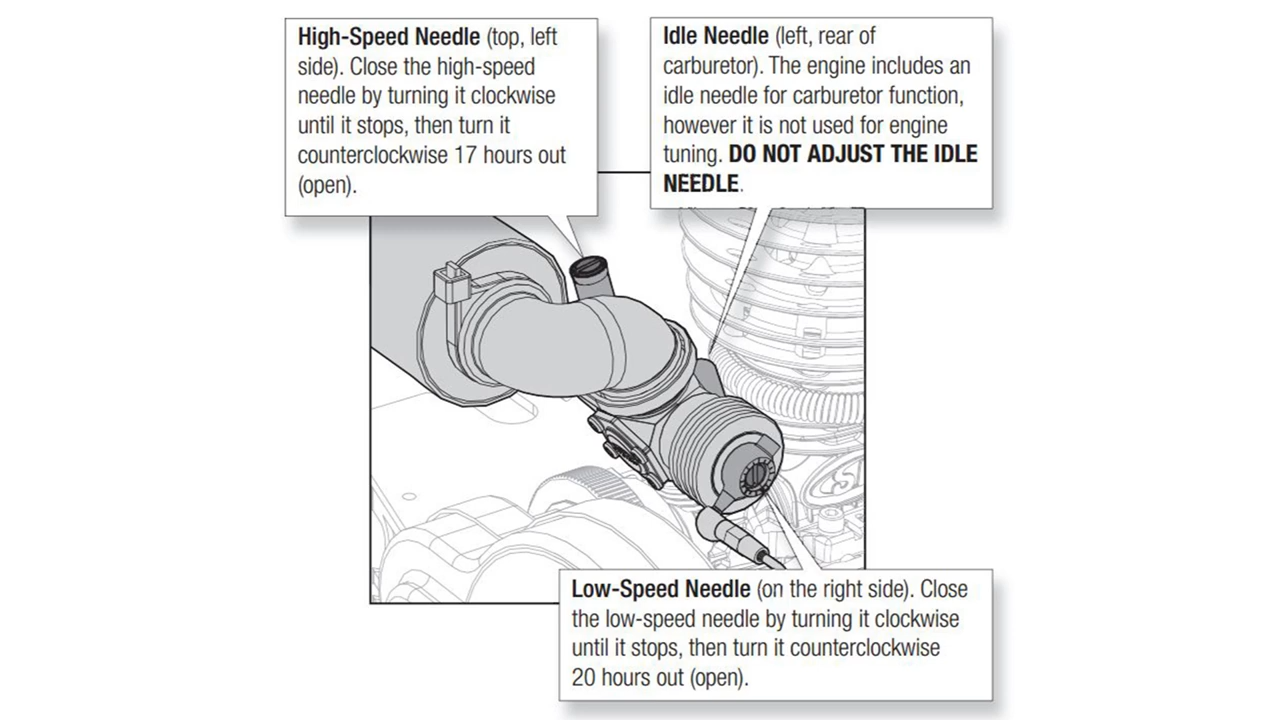 High-Speed Needle (top, left
side). Close the high-speed
needle by turning it clockwise
until it stops, then turn it
counterclockwise 17 hours out
(open).
Idle Needle (left, rear of
carburetor). The engine includes an
idle needle for carburetor function,
however it is not used for engine
tuning. DO NOT ADJUST THE IDLE
NEEDLE.
Low-Speed Needle (on the right side). Close
the low-speed needle by turning it clockwise
until it stops, then turn it counterclockwise
20 hours out (open).